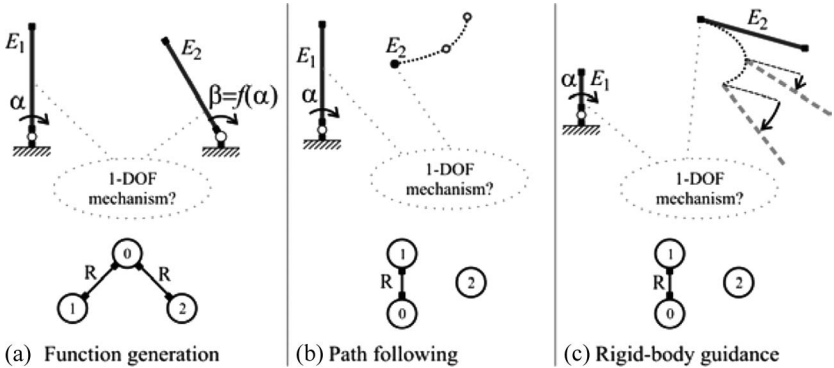 E1
E2
α
β=f(α)
1-DOF
mechanism?
0
R
R
1
2
(a) Function generation
E1
E2
α
1-DOF
mechanism?
1
R
2
0
(b) Path following
α
E1
E2
1-DOF
mechanism?
1
R
2
0
(c) Rigid-body guidance